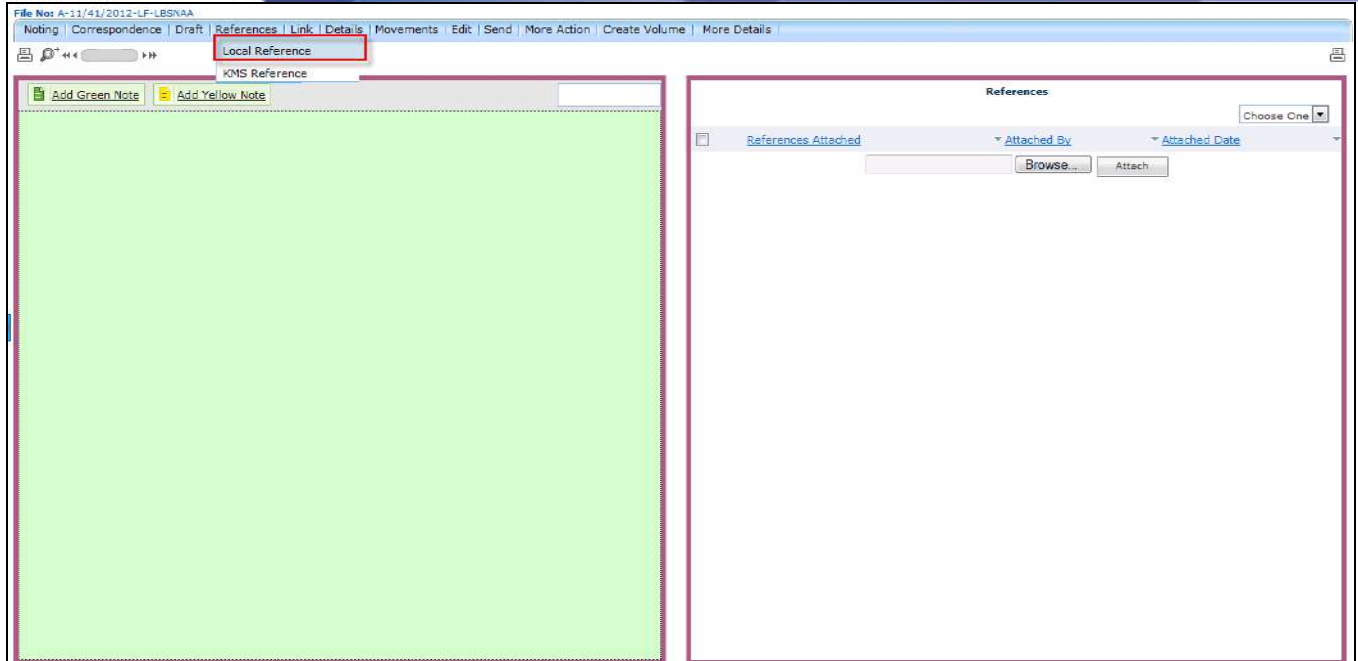 File No: A-11/41/2012-LF-LBSNAA
Noting | Correspondence | Draft | References | Link | Details | Movements | Edit | Send | More Action | Create Volume | More Details
Local Reference
KMS Reference
Add Green Note Add Yellow Note
References
Choose One
References Attached Attached By Attached Date
Browse... Attach